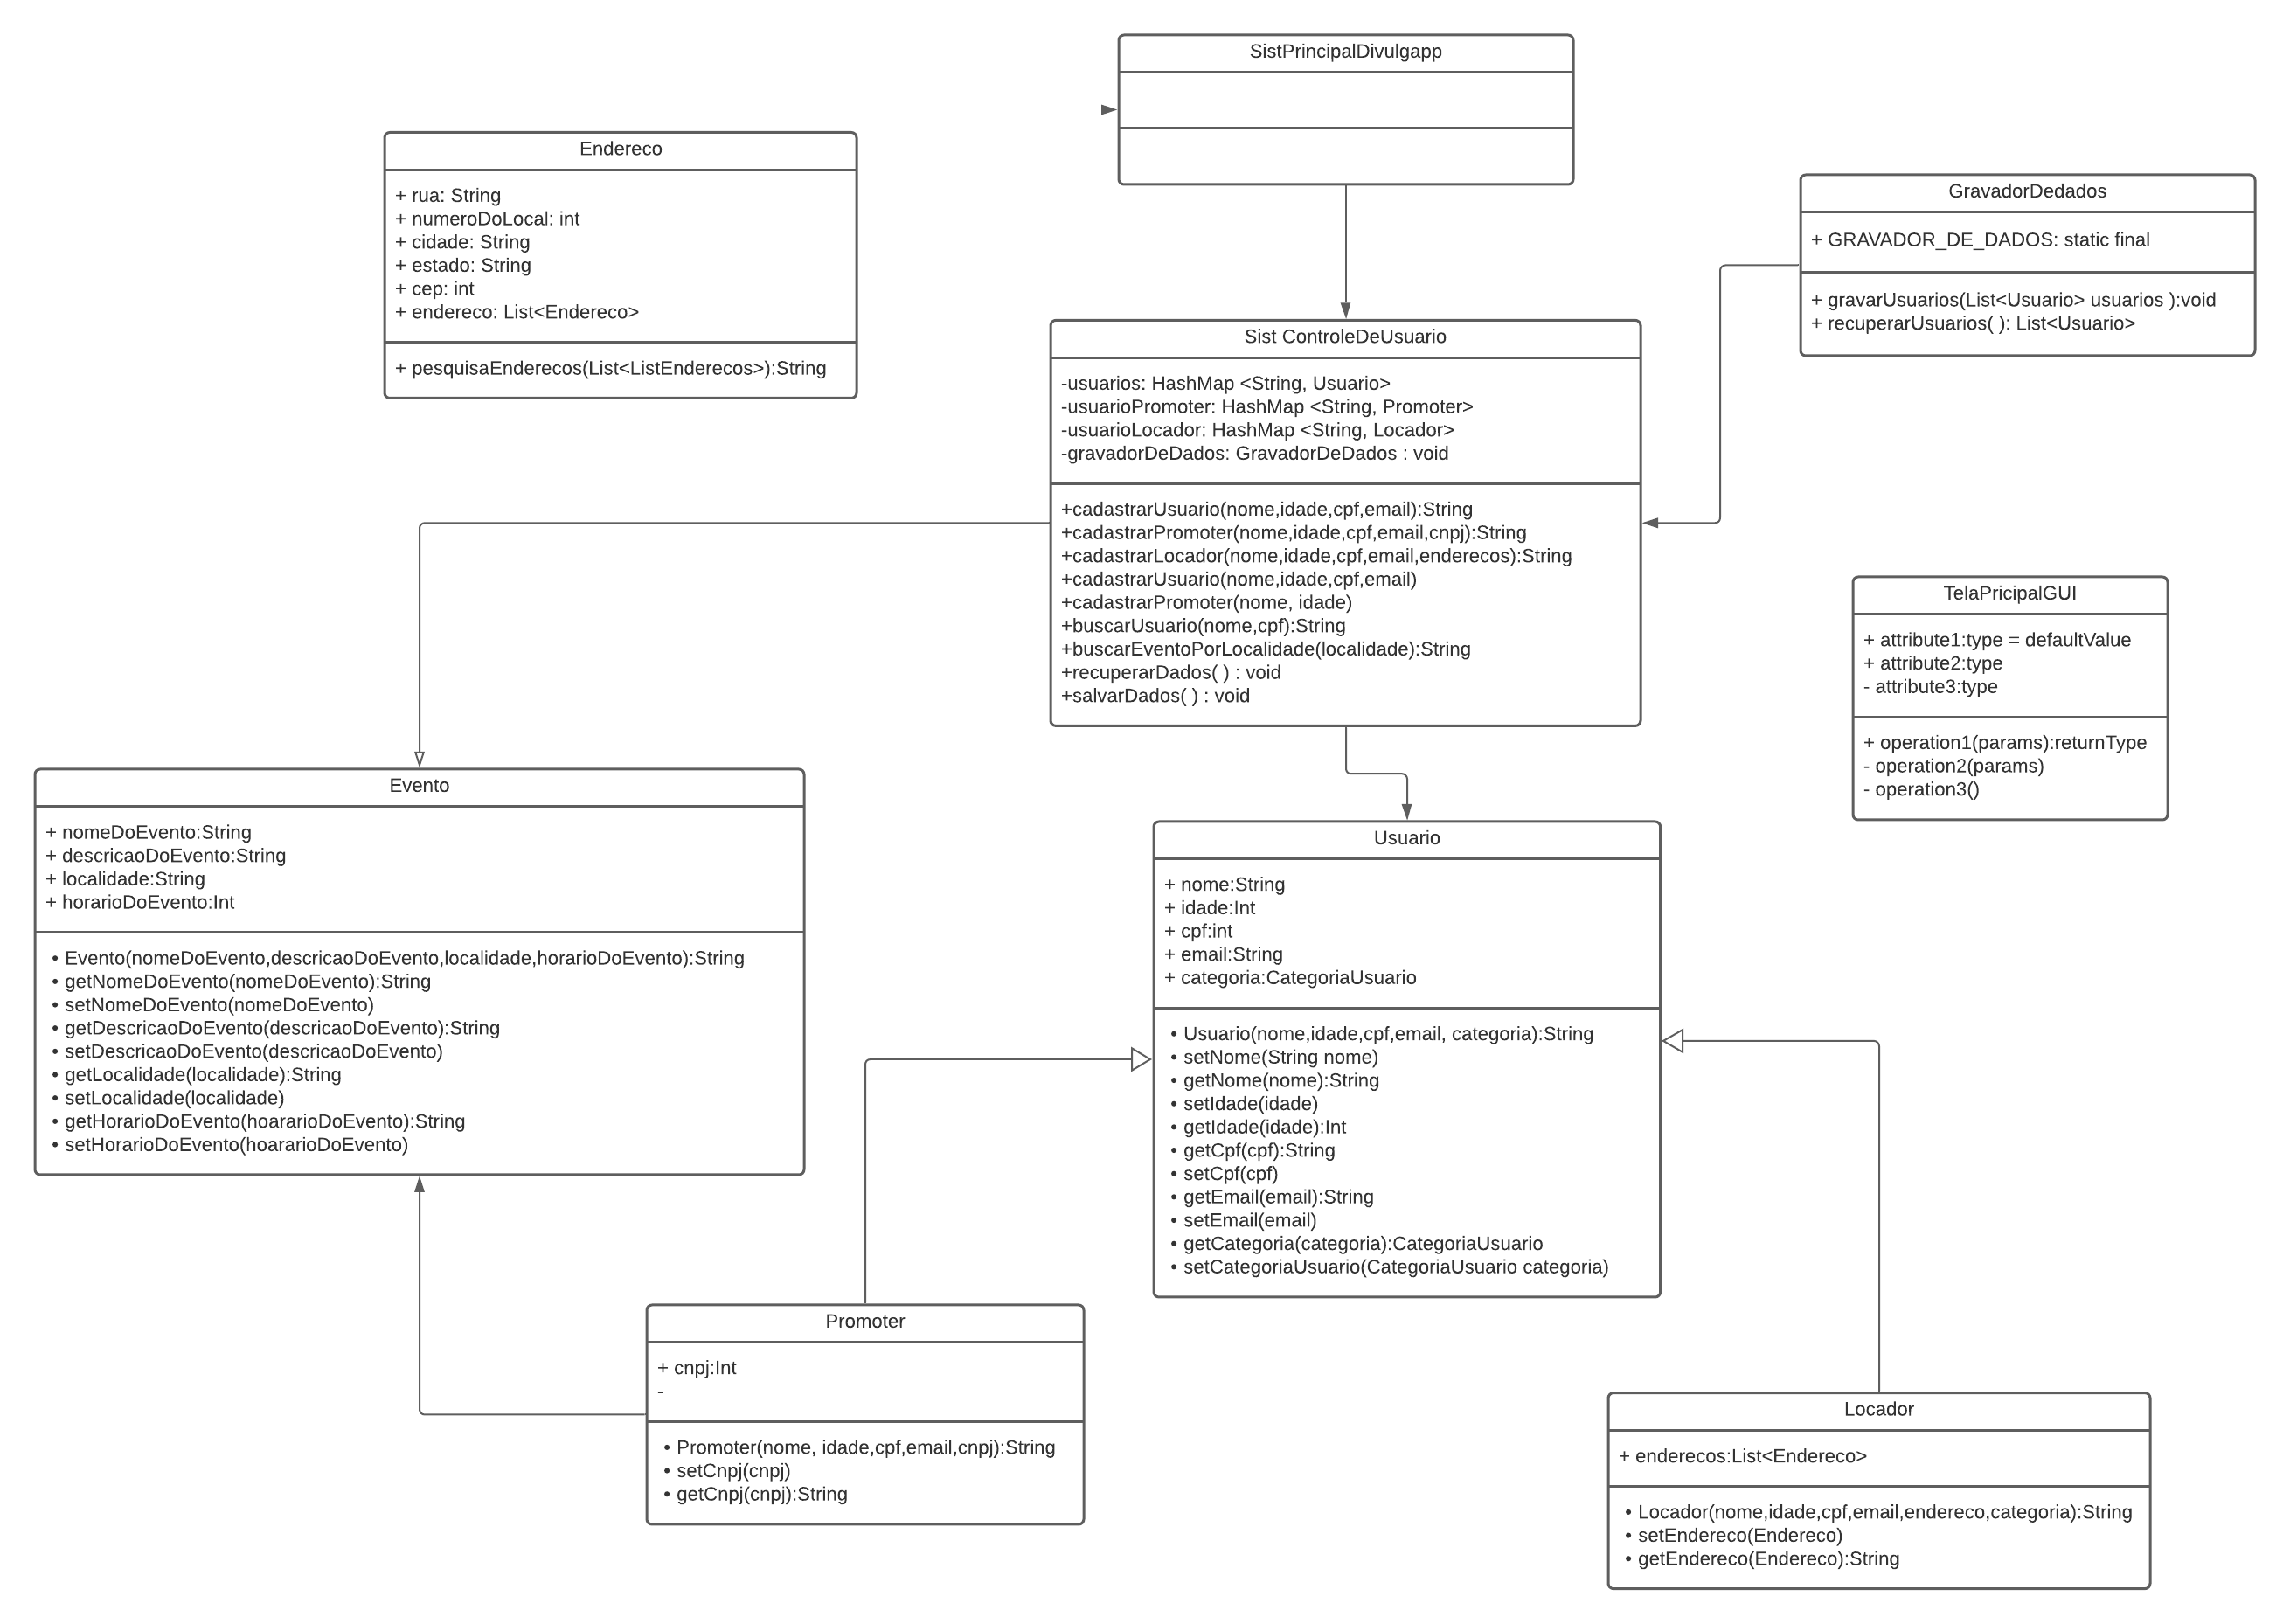 SistPrincipalDivulgapp
Endereco
+ rua: String
+ numeroDoLocal: int
+ cidade: String
+ estado: String
+ cep: int
+ endereco: List<Endereco>
+ pesquisaEnderecos(List<ListEnderecos>):String
GravadorDedados
+ GRAVADOR_DE_DADOS: static final
+ gravarUsuarios(List<Usuario> usuarios ):void
+ recuperarUsuarios( ): List<Usuario>
Sist ControleDeUsuario
-usuarios: HashMap <String, Usuario>
-usuarioPromoter: HashMap <String, Promoter>
-usuarioLocador: HashMap <String, Locador>
-gravadorDeDados: GravadorDeDados : void
+cadastrarUsuario(nome,idade,cpf,email):String
+cadastrarPromoter(nome,idade,cpf,email,cnpj):String
+cadastrarLocador(nome,idade,cpf,email,enderecos):String
+cadastrarUsuario(nome,idade,cpf,email)
+cadastrarPromoter(nome, idade)
+buscarUsuario(nome,cpf):String
+buscarEventoPorLocalidade(localidade):String
+recuperarDados( ) : void
+salvarDados( ) : void
TelaPricipalGUI
+ attribute1:type = defaultValue
+ attribute2:type
- attribute3:type
+ operation1(params):returnType
- operation2(params)
- operation3()
Evento
+ nomeDoEvento:String
+ descricaoDoEvento:String
+ localidade:String
+ horarioDoEvento:Int
• Evento(nomeDoEvento,descricaoDoEvento,localidade,horarioDoEvento):String
• getNomeDoEvento(nomeDoEvento):String
• setNomeDoEvento(nomeDoEvento)
• getDescricaoDoEvento(descricaoDoEvento):String
• setDescricaoDoEvento(descricaoDoEvento)
• getLocalidade(localidade):String
• setLocalidade(localidade)
• getHorarioDoEvento(hoararioDoEvento):String
• setHorarioDoEvento(hoararioDoEvento)
Usuario
+ nome:String
+ idade:Int
+ cpf:int
+ email:String
+ categoria:CategoriaUsuario
• Usuario(nome,idade,cpf,email, categoria):String
• setNome(String nome)
• getNome(nome):String
• setIdade(idade)
• getIdade(idade):Int
• getCpf(cpf):String
• setCpf(cpf)
• getEmail(email):String
• setEmail(email)
• getCategoria(categoria):CategoriaUsuario
• setCategoriaUsuario(CategoriaUsuario categoria)
Promoter
+ cnpj:Int
-
• Promoter(nome, idade,cpf,email,cnpj):String
• setCnpj(cnpj)
• getCnpj(cnpj):String
Locador
+ enderecos:List<Endereco>
• Locador(nome,idade,cpf,email,endereco,categoria):String
• setEndereco(Endereco)
• getEndereco(Endereco):String